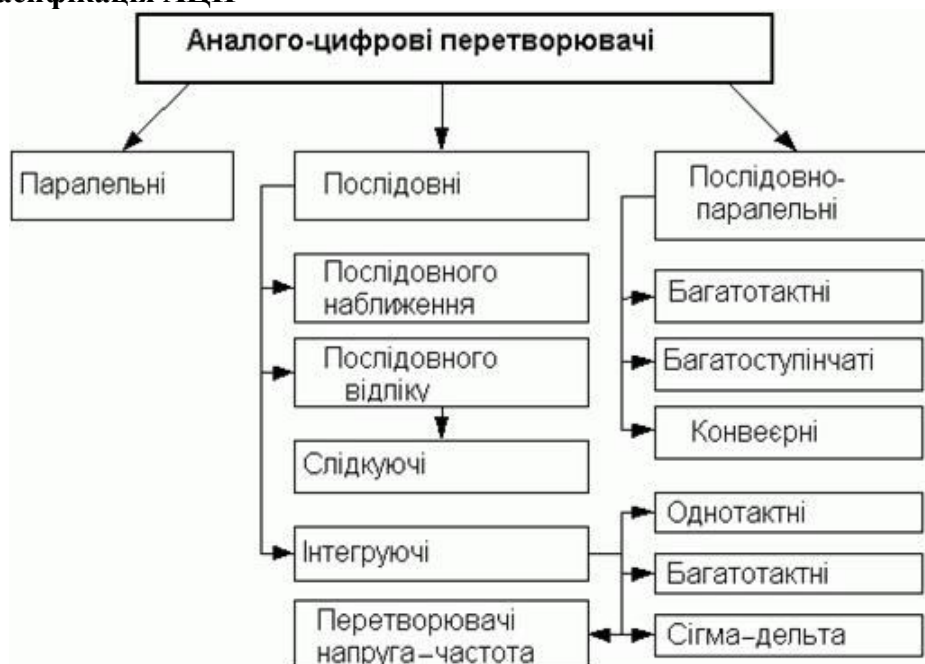 Аналого-цифрові перетворювачі
Паралельні
Послідовні
Послідовного
наближення
Послідовного
відліку
Слідкуючі
Інтегруючі
Перетворювачі
напруга–частота
Послідовно-
паралельні
Багатотактні
Багатоступінчаті
Конвеєрні
Однотактні
Багатотактні
Сігма–дельта